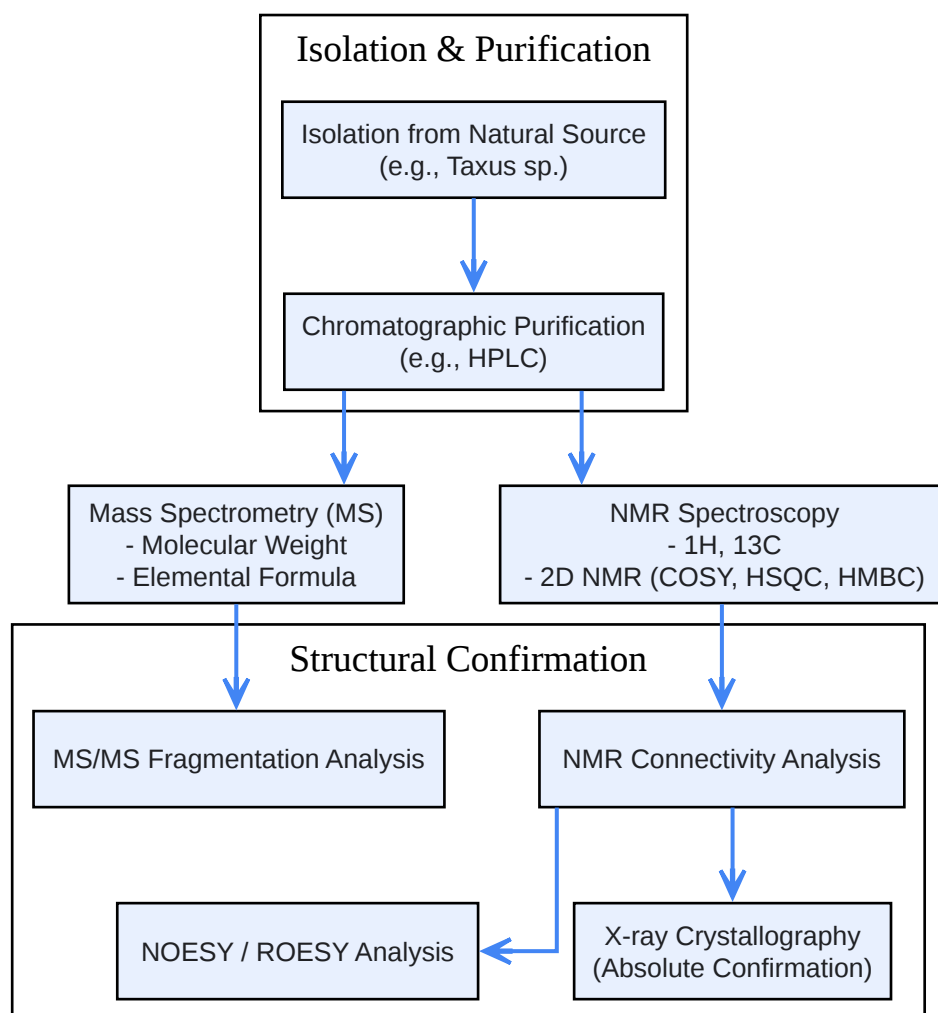 Isolation & Purification
Isolation from Natural Source
(e.g., Taxus sp.)
Chromatographic Purification
(e.g., HPLC)
Mass Spectrometry (MS)
- Molecular Weight
- Elemental Formula
NMR Spectroscopy
- 1H, 13C
- 2D NMR (COSY, HSQC, HMBC)
Structural Confirmation
MS/MS Fragmentation Analysis
NMR Connectivity Analysis
NOESY / ROESY Analysis
X-ray Crystallography
(Absolute Confirmation)